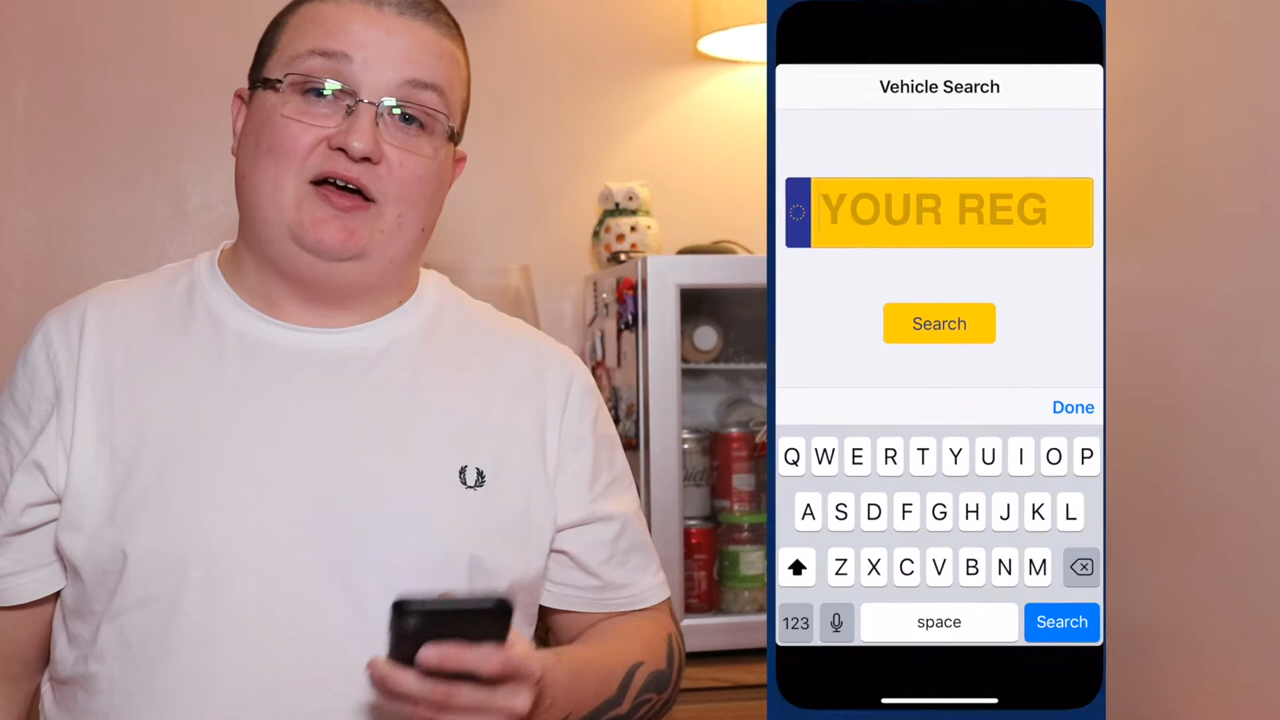 Vehicle Search
YOUR REG
Search
Done
Q W E R T Y U I O P
A S D F G H J K L
Z X C V B N M
123 space Search